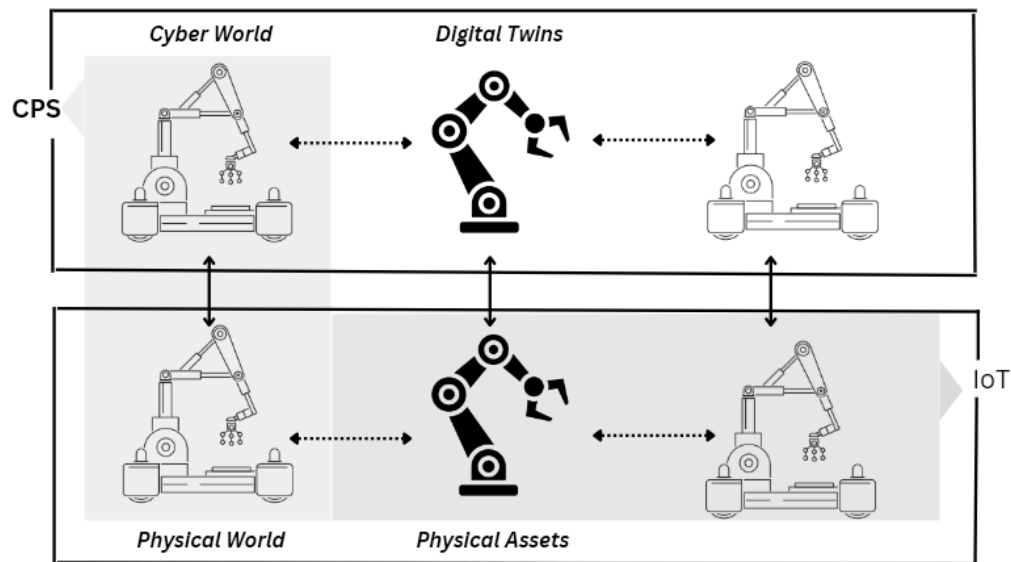 Cyber World
Digital Twins
CPS
IoT
Physical World
Physical Assets